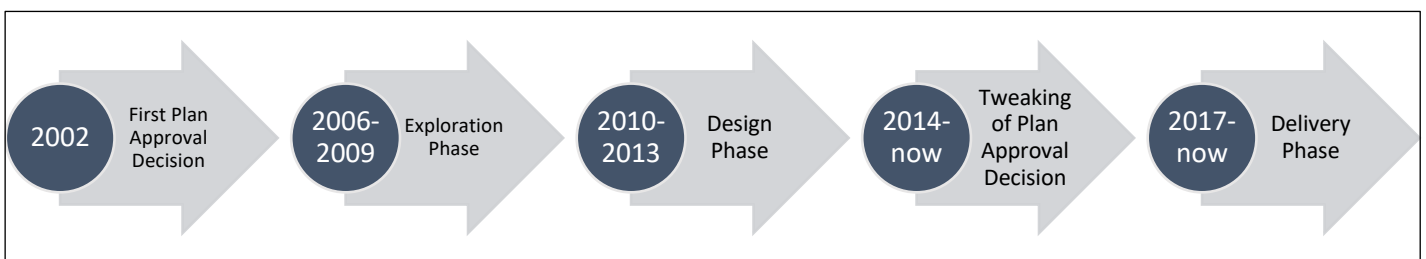 2002
First Plan
Approval
Decision
2006-
2009
Exploration
Phase
2010-
2013
Design
Phase
2014-
now
Tweaking
of Plan
Approval
Decision
2017-
now
Delivery
Phase